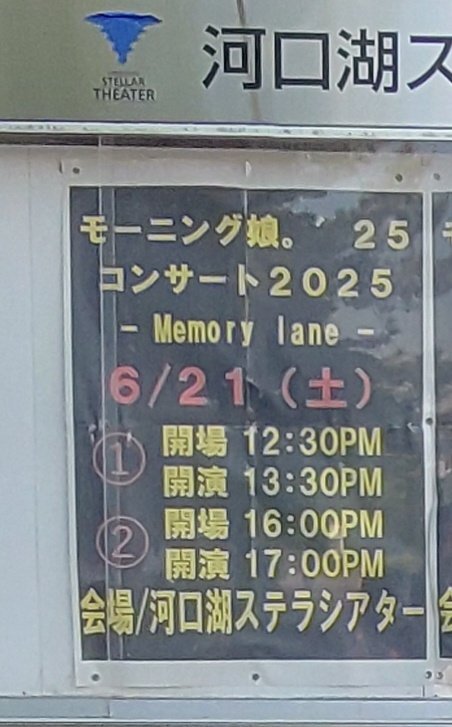 STELLAR
THEATER
河口湖ス
モーニング娘。 '25
コンサート2025
- Memory lane -
6/21(土)
① 開場 12:30PM
開演 13:30PM
② 開場 16:00PM
開演 17:00PM
会場/河口湖ステラシアター